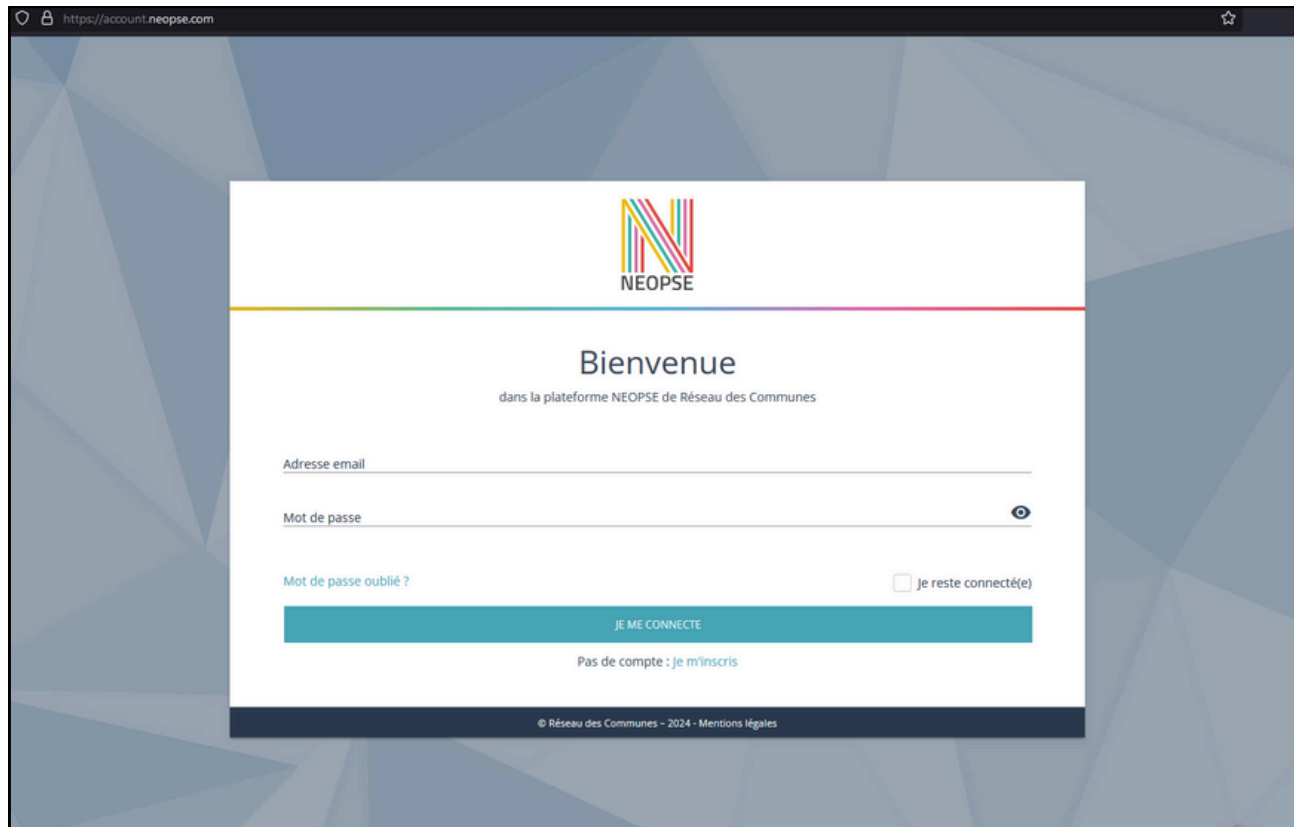 https://account.neopse.com
NEOPSE
Bienvenue
dans la plateforme NEOPSE de Réseau des Communes
Adresse email
Mot de passe
Mot de passe oublié ?
Je reste connecté(e)
JE ME CONNECTE
Pas de compte : Je m'inscris
© Réseau des Communes – 2024 - Mentions légales